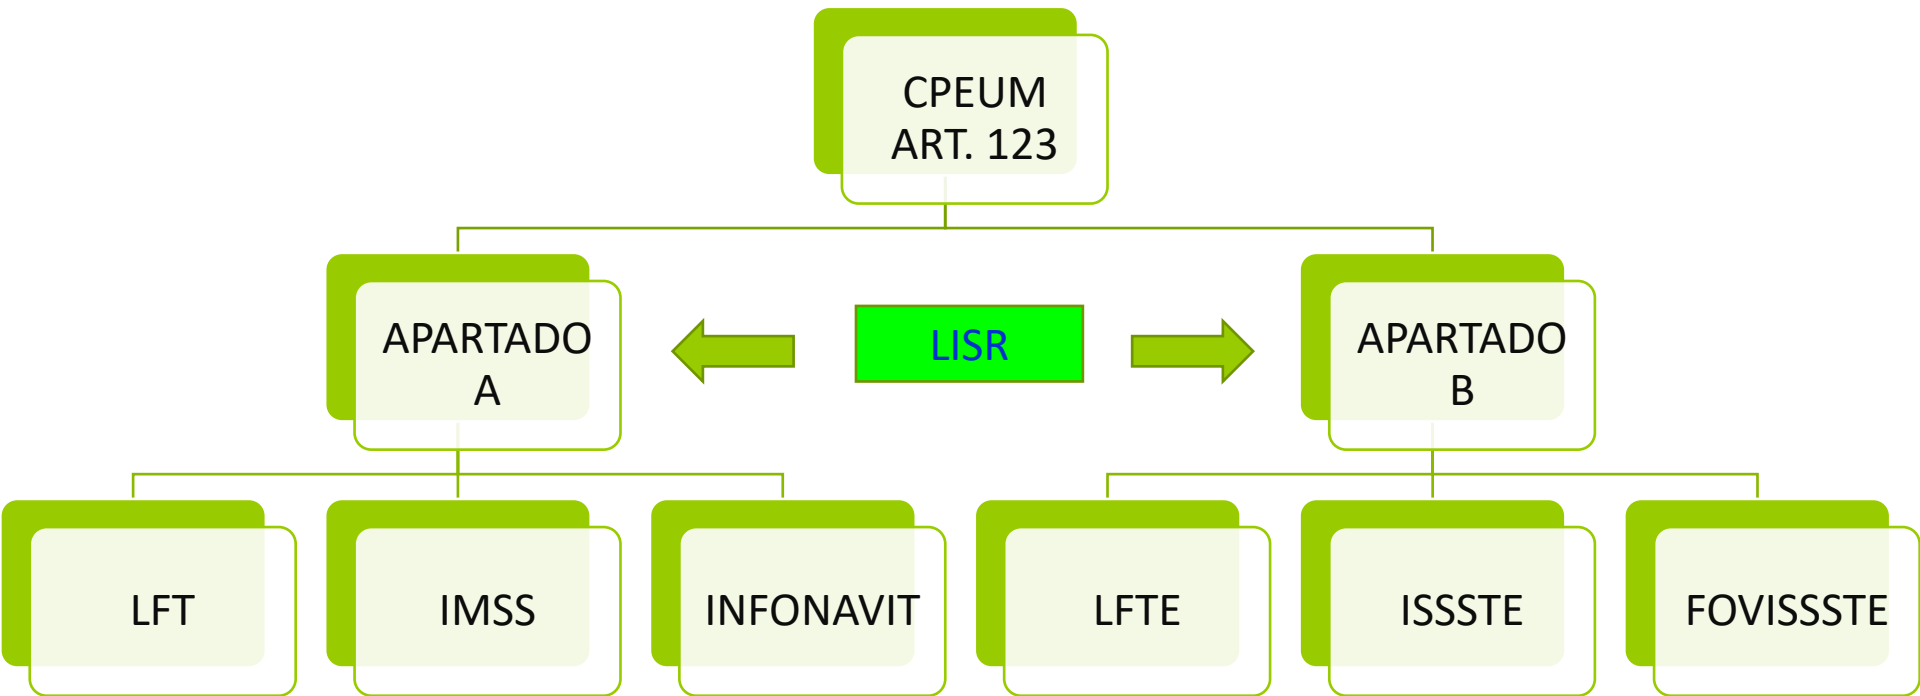 CPEUM
ART. 123
APARTADO
A
LISR
APARTADO
B
LFT
IMSS
INFONAVIT
LFTE
ISSSTE
FOVISSSTE